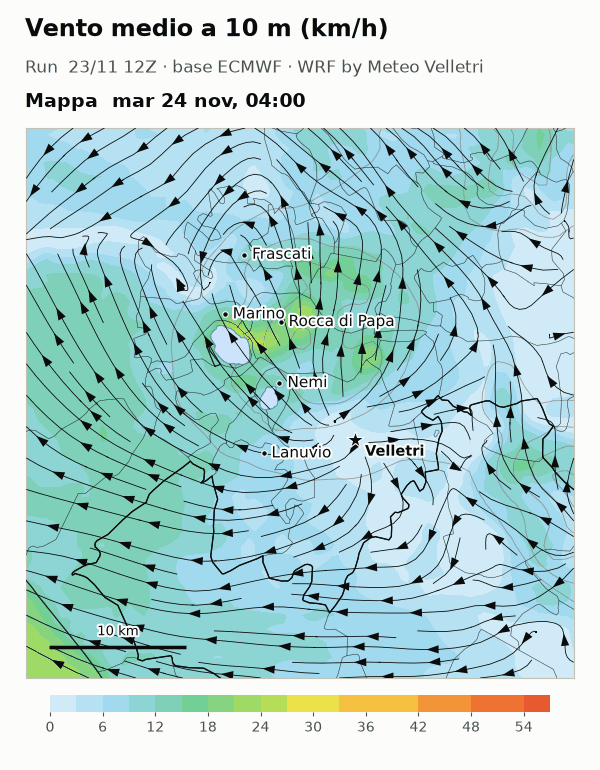 Vento medio a 10 m (km/h)
Run 23/11 12Z · base ECMWF · WRF by Meteo Velletri
Mappa mar 24 nov, 04:00
Frascati
Marino
Rocca di Papa
Nemi
Velletri
Lanuvio
10 km
0 6 12 18 24 30 36 42 48 54